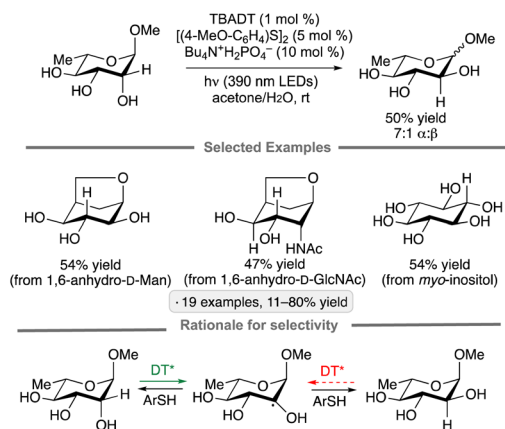 TBADT (1 mol %)
[(4-MeO-C6H4)S]2 (5 mol %)
Bu4N+H2PO4– (10 mol %)
hν (390 nm LEDs)
acetone/H2O, rt
OMe
Me
O
HO
HO
H
OH
OMe
Me
O
HO
HO
OH
H
50% yield
7:1 α:β
Selected Examples
O
H
HO
HO
OH
54% yield
(from 1,6-anhydro-D-Man)
O
H
HO
H
HO
HNAc
47% yield
(from 1,6-anhydro-D-GlcNAc)
H
HO
HO
HO
OH
OH
OH
54% yield
(from myo-inositol)
· 19 examples, 11–80% yield
Rationale for selectivity
OMe
Me
O
HO
HO
H
OH
DT*
ArSH
OMe
Me
O
HO
HO
OH
DT*
ArSH
OMe
Me
O
HO
HO
OH
H